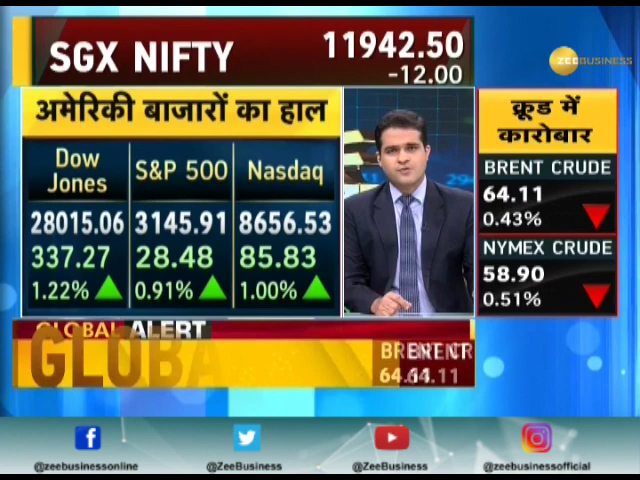 SGX NIFTY
11942.50
-12.00
ZEEBUSINESS
अमेरिकी बाजारों का हाल
Dow Jones
S&P 500
Nasdaq
28015.06
3145.91
8656.53
337.27
28.48
85.83
1.22%
0.91%
1.00%
क्रूड में
कारोबार
BRENT CRUDE
64.11
0.43%
NYMEX CRUDE
58.90
0.51%
GLOBAL ALERT
GLOBA
@zeebusinessonline
@ZeeBusiness
@ZeeBusiness
@zeebusinessofficial